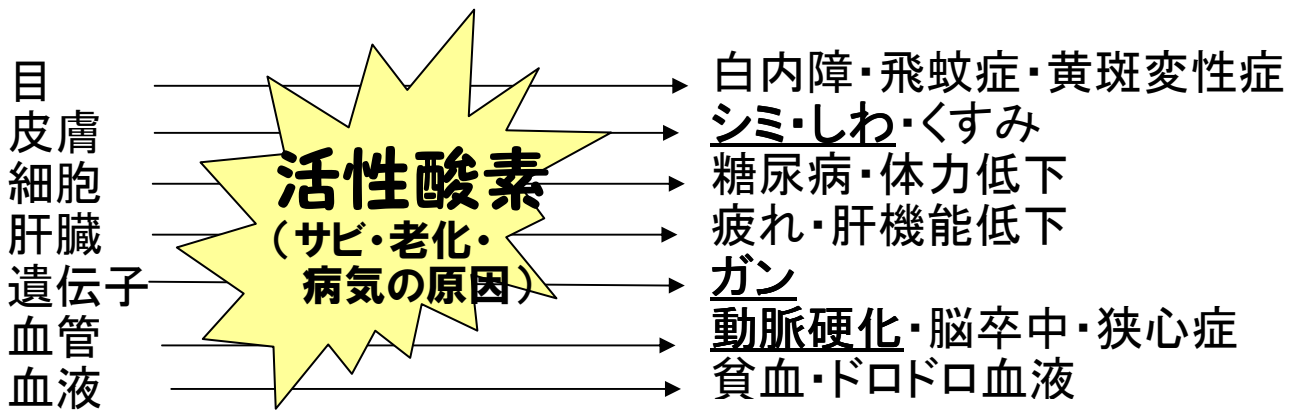 目
皮膚
細胞
肝臓
遺伝子
血管
血液
活性酸素
（サビ・老化・
病気の原因）
白内障・飛蚊症・黄斑変性症
シミ・しわ・くすみ
糖尿病・体力低下
疲れ・肝機能低下
ガン
動脈硬化・脳卒中・狭心症
貧血・ドロドロ血液